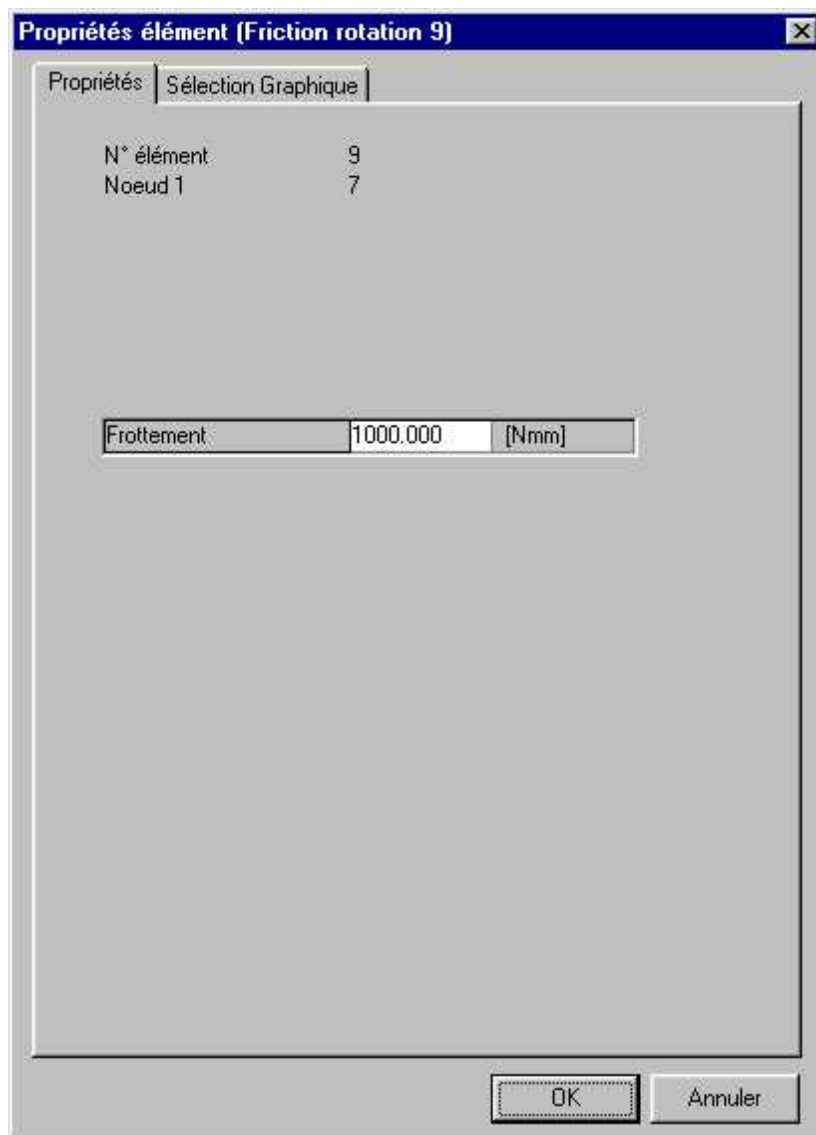 Propriétés élément (Friction rotation 9)
Propriétés Sélection Graphique
N° élément 9
Noeud 1 7
Frottement 1000.000 [Nmm]
OK Annuler